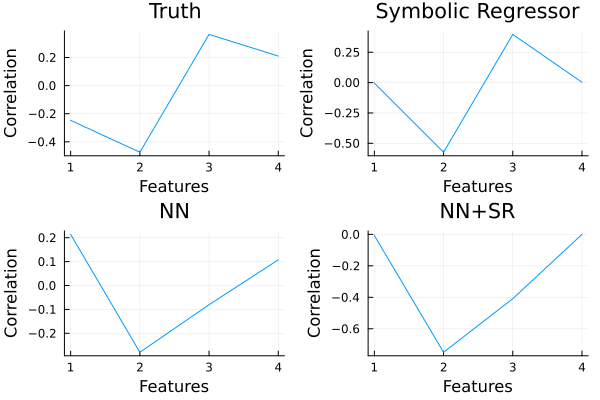 Truth
Correlation
0.2
0.0
−0.2
−0.4
1 2 3 4
Features
Symbolic Regressor
Correlation
0.25
0.00
−0.25
−0.50
1 2 3 4
Features
NN
Correlation
0.2
0.1
0.0
−0.1
−0.2
1 2 3 4
Features
NN+SR
Correlation
0.0
−0.2
−0.4
−0.6
1 2 3 4
Features